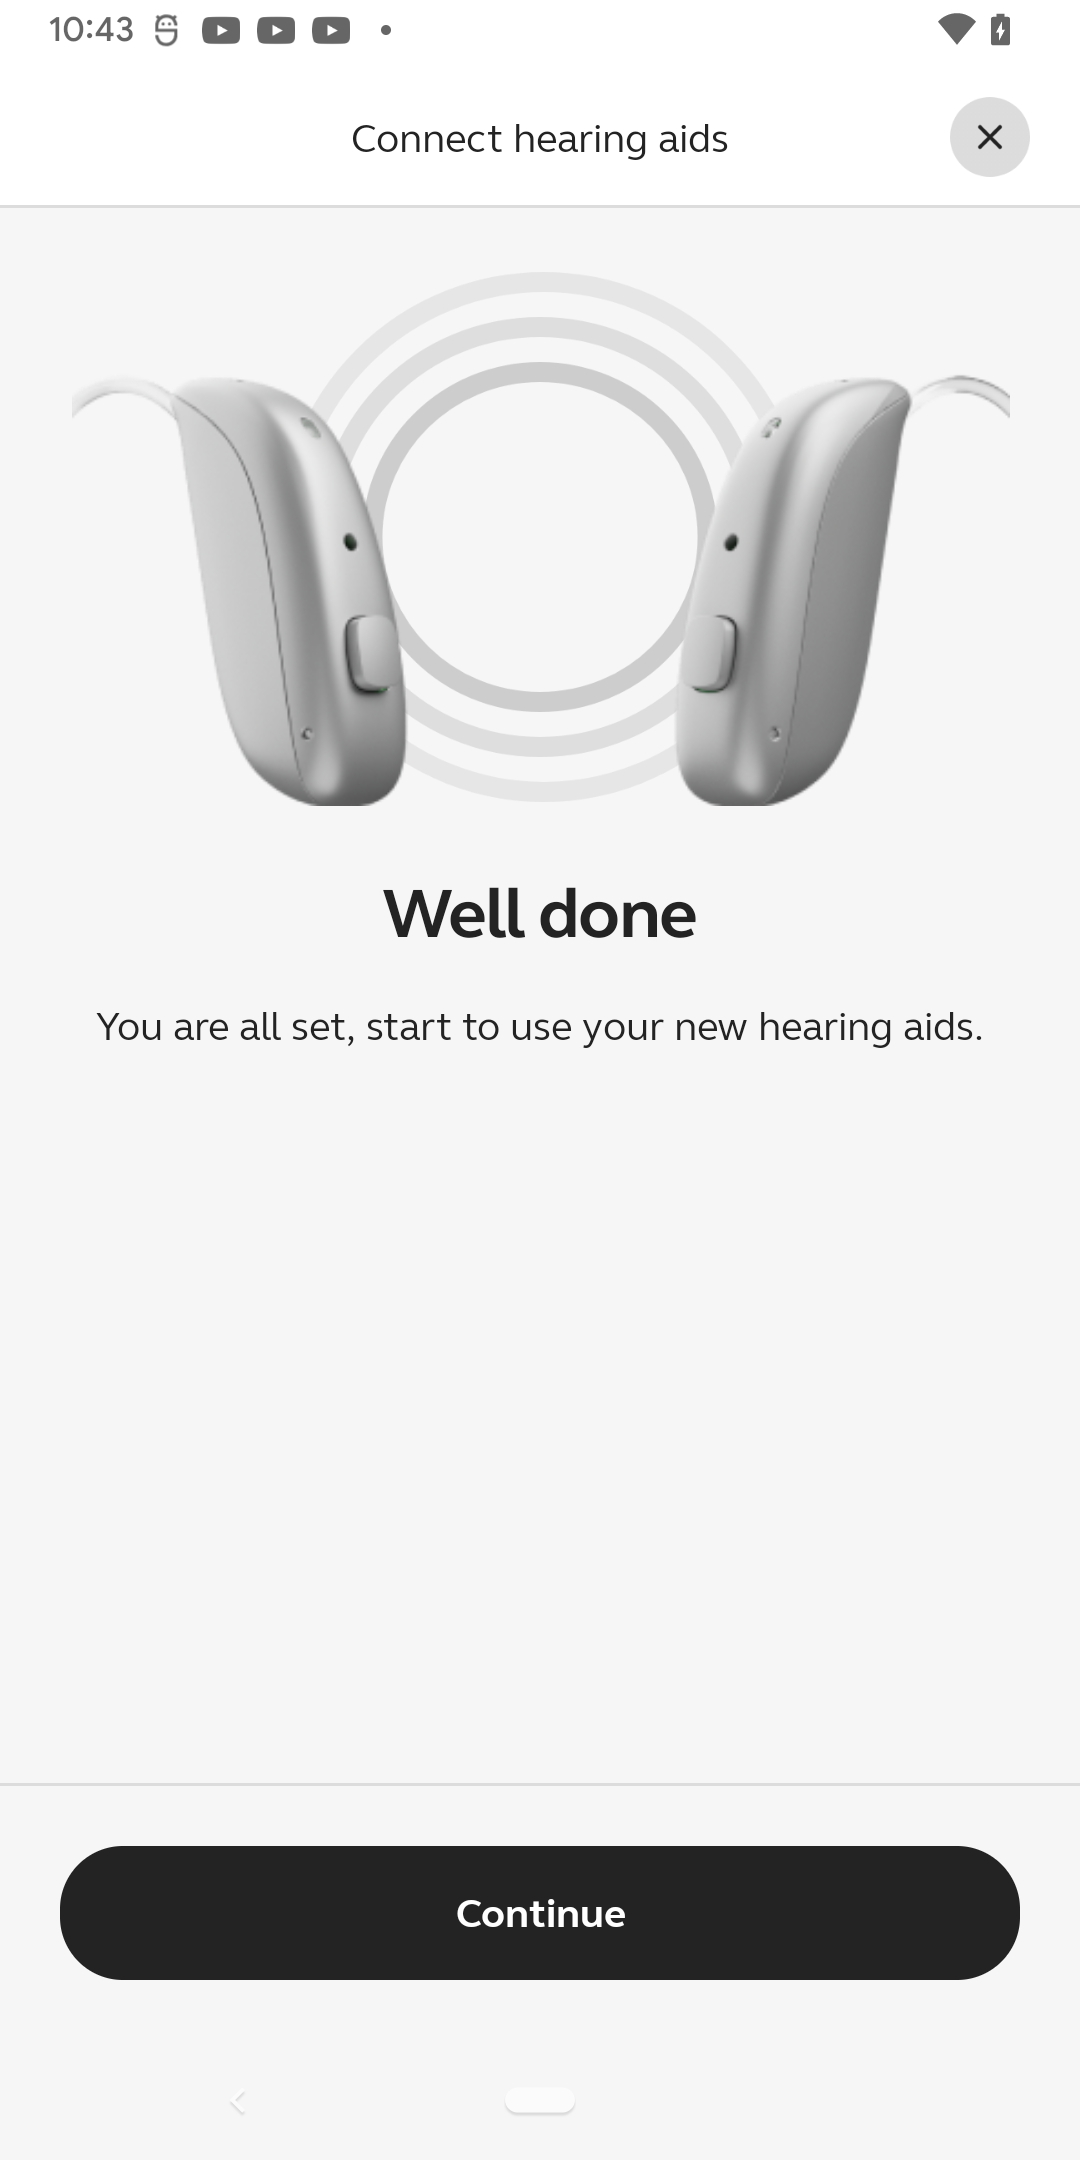 10:43
Connect hearing aids
Well done
You are all set, start to use your new hearing aids.
Continue